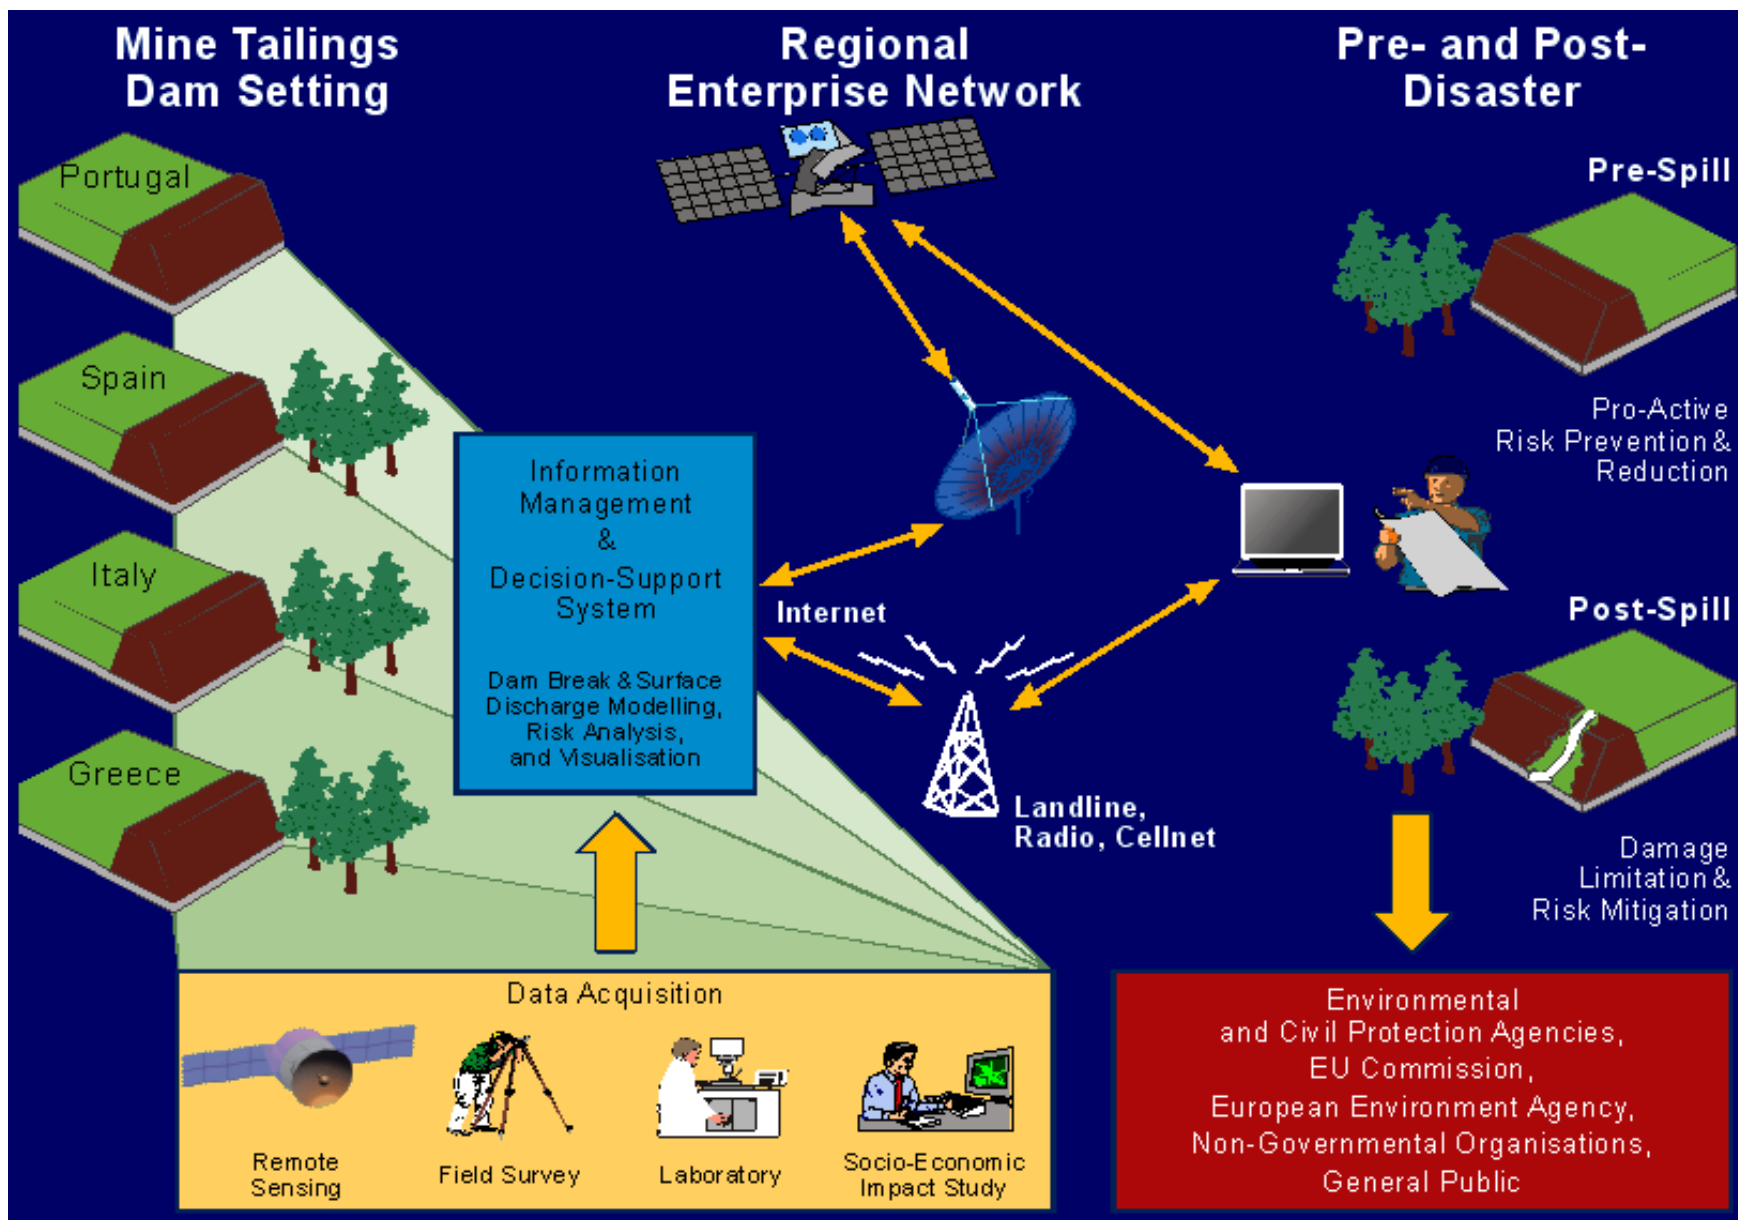 Mine Tailings
Dam Setting
Regional
Enterprise Network
Pre- and Post-
Disaster
Portugal
Spain
Italy
Greece
Information
Management
&
Decision-Support
System
Dam Break & Surface
Discharge Modelling,
Risk Analysis,
and Visualisation
Internet
Landline,
Radio, Cellnet
Pre-Spill
Pro-Active
Risk Prevention &
Reduction
Post-Spill
Damage
Limitation &
Risk Mitigation
Data Acquisition
Remote
Sensing
Field Survey
Laboratory
Socio-Economic
Impact Study
Environmental
and Civil Protection Agencies,
EU Commission,
European Environment Agency,
Non-Governmental Organisations,
General Public